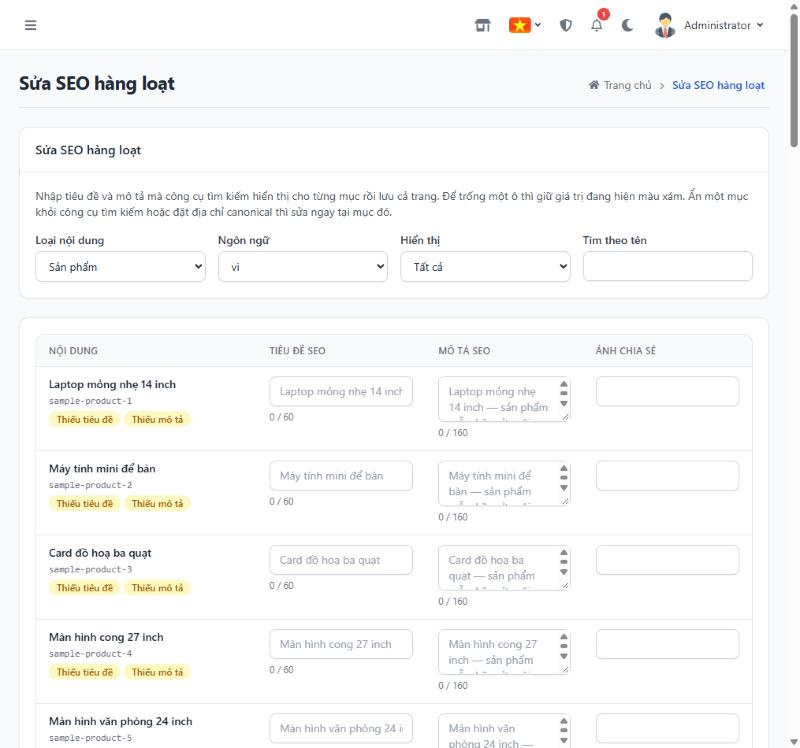 1
Administrator
Sửa SEO hàng loạt
Trang chủ > Sửa SEO hàng loạt
Sửa SEO hàng loạt
Nhập tiêu đề và mô tả mà công cụ tìm kiếm hiển thị cho từng mục rồi lưu cả trang. Để trống một ô thì giữ giá trị đang hiện màu xám. Ẩn một mục
khỏi công cụ tìm kiếm hoặc đặt địa chỉ canonical thì sửa ngay tại mục đó.
Loại nội dung Ngôn ngữ Hiển thị Tìm theo tên
Sản phẩm vi Tất cả
NỘI DUNG TIÊU ĐỀ SEO MÔ TẢ SEO ẢNH CHIA SẺ
Laptop mỏng nhẹ 14 inch
sample-product-1
Thiếu tiêu đề Thiếu mô tả
Laptop mỏng nhẹ 14 inch
0 / 60
Laptop mỏng nhẹ
14 inch — sản phẩm
0 / 160
Máy tính mini để bàn
sample-product-2
Thiếu tiêu đề Thiếu mô tả
Máy tính mini để bàn
0 / 60
Máy tính mini để
bàn — sản phẩm
0 / 160
Card đồ hoạ ba quạt
sample-product-3
Thiếu tiêu đề Thiếu mô tả
Card đồ hoạ ba quạt
0 / 60
Card đồ hoạ ba
quạt — sản phẩm
0 / 160
Màn hình cong 27 inch
sample-product-4
Thiếu tiêu đề Thiếu mô tả
Màn hình cong 27 inch
0 / 60
Màn hình cong 27
inch — sản phẩm
0 / 160
Màn hình văn phòng 24 inch
sample-product-5
Màn hình văn phòng 24 i
Màn hình văn
phòng 24 inch —